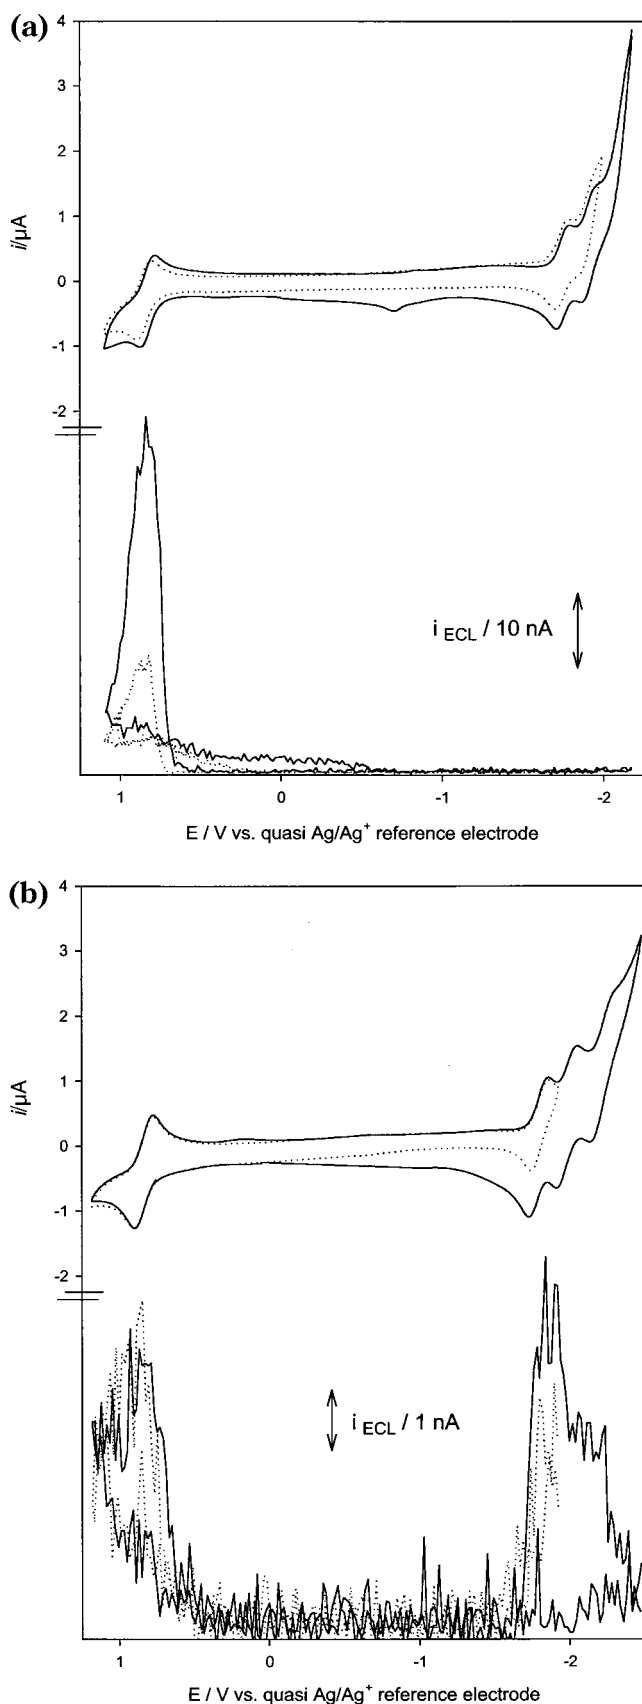 (a)
4
3
2
1
0
-1
-2
i/μA
i ECL / 10 nA
1 0 -1 -2
E / V vs. quasi Ag/Ag+ reference electrode
(b)
4
3
2
1
0
-1
-2
i/μA
i ECL / 1 nA
1 0 -1 -2
E / V vs. quasi Ag/Ag+ reference electrode